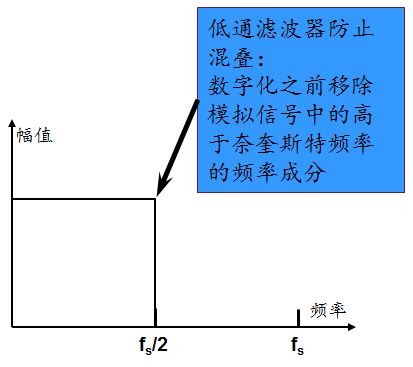 低通滤波器防止
混叠：
数字化之前移除
模拟信号中的高
于奈奎斯特频率
的频率成分
幅值
频率
fs/2
fs